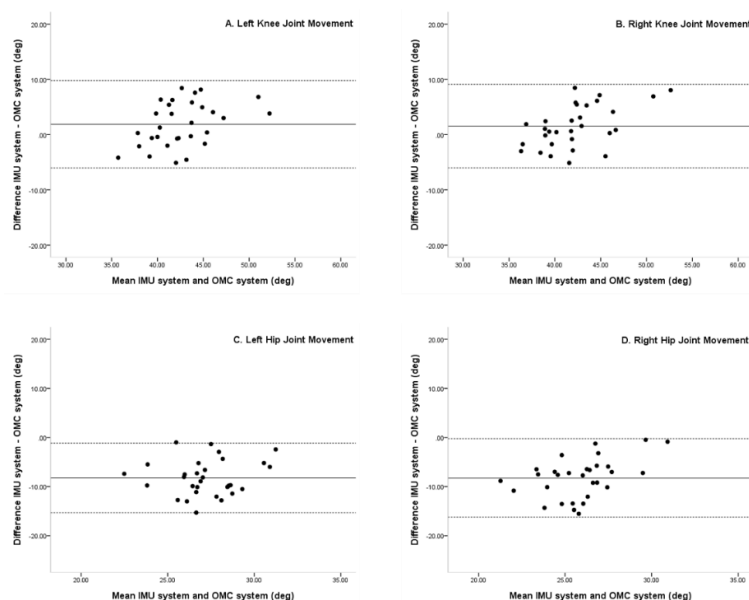 A. Left Knee Joint Movement
Difference IMU system - OMC system (deg)
20.00
10.00
.00
-10.00
-20.00
30.00 35.00 40.00 45.00 50.00 55.00 60.00
Mean IMU system and OMC system (deg)
B. Right Knee Joint Movement
Difference IMU system - OMC system (deg)
20.00
10.00
.00
-10.00
-20.00
30.00 35.00 40.00 45.00 50.00 55.00 60.00
Mean IMU system and OMC system (deg)
C. Left Hip Joint Movement
Difference IMU system - OMC system (deg)
20.00
10.00
.00
-10.00
-20.00
20.00 25.00 30.00 35.00
Mean IMU system and OMC system (deg)
D. Right Hip Joint Movement
Difference IMU system - OMC system (deg)
20.00
10.00
.00
-10.00
-20.00
20.00 25.00 30.00 35.00
Mean IMU system and OMC system (deg)